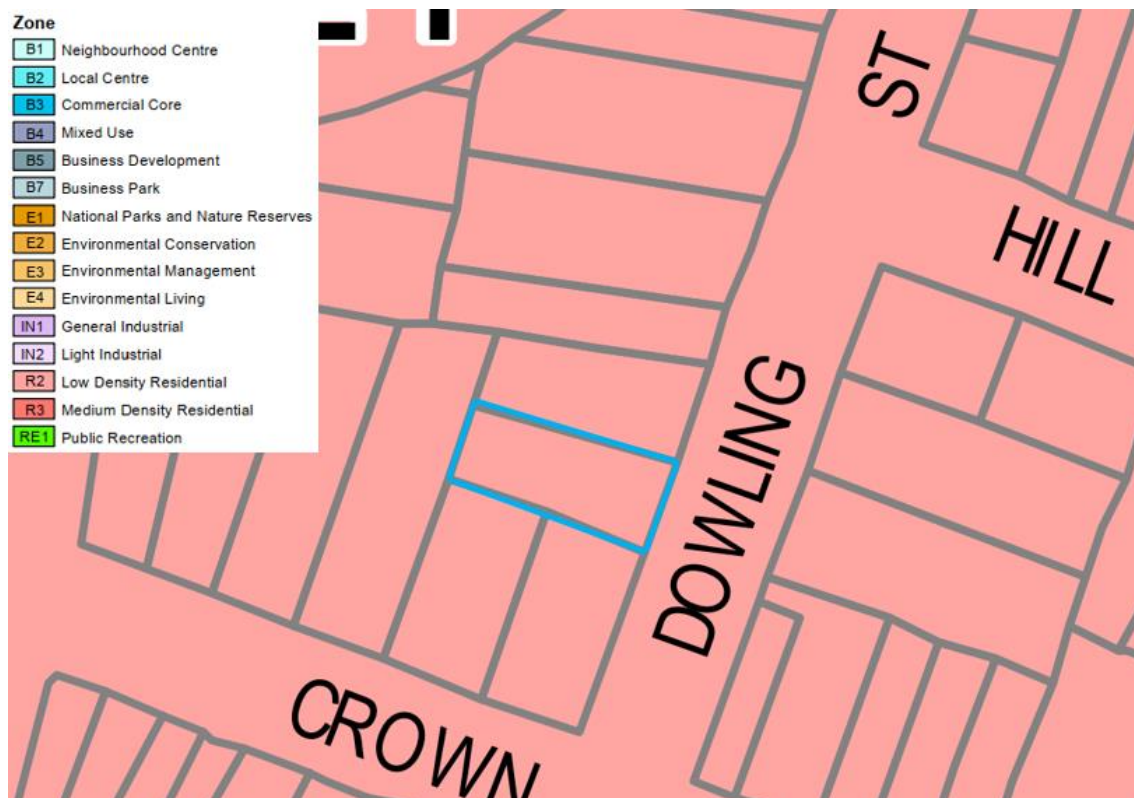 Zone
B1 Neighbourhood Centre
B2 Local Centre
B3 Commercial Core
B4 Mixed Use
B5 Business Development
B7 Business Park
E1 National Parks and Nature Reserves
E2 Environmental Conservation
E3 Environmental Management
E4 Environmental Living
IN1 General Industrial
IN2 Light Industrial
R2 Low Density Residential
R3 Medium Density Residential
RE1 Public Recreation
ST
HILL
DOWLING
CROWN